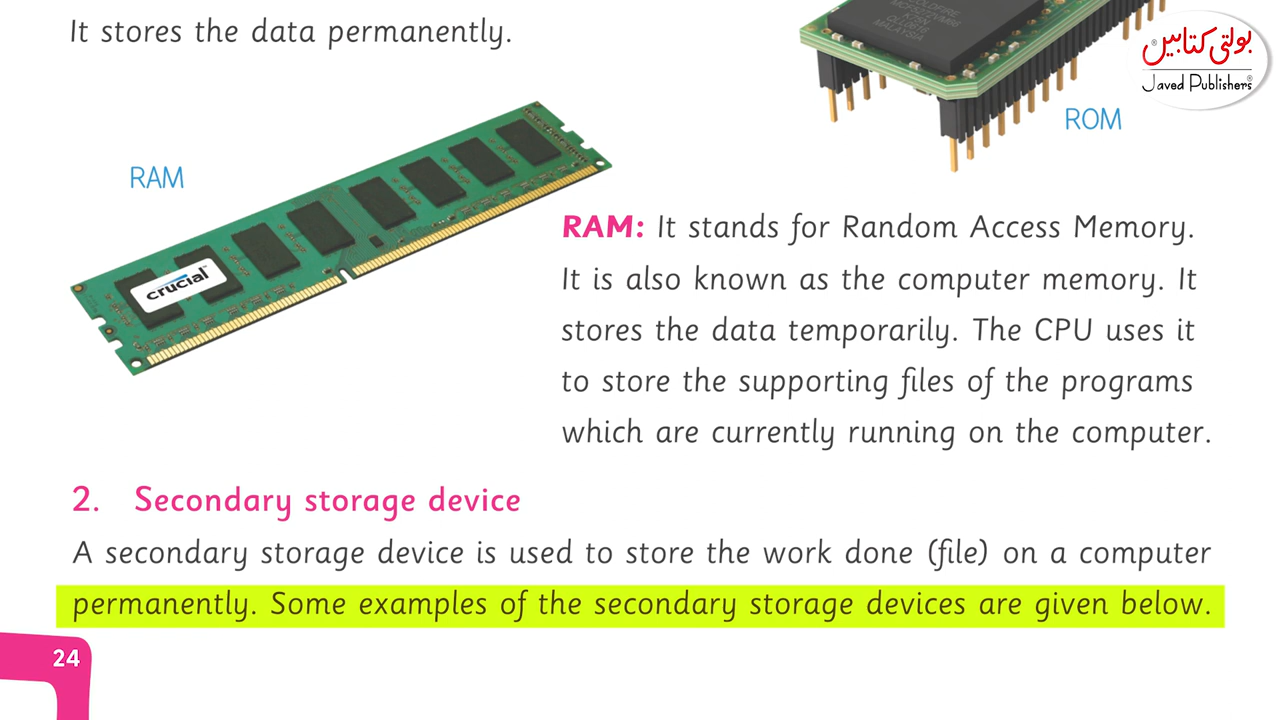 It stores the data permanently.
بولتی کتابیں
Javed Publishers
ROM
RAM
crucial
RAM: It stands for Random Access Memory.
It is also known as the computer memory. It
stores the data temporarily. The CPU uses it
to store the supporting files of the programs
which are currently running on the computer.
2. Secondary storage device
A secondary storage device is used to store the work done (file) on a computer
permanently. Some examples of the secondary storage devices are given below.
24